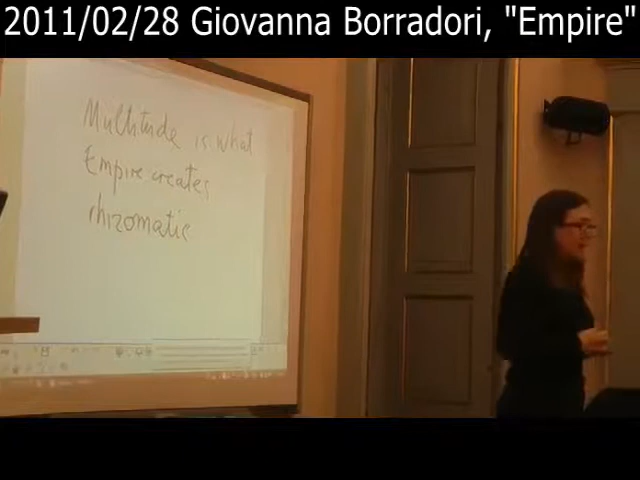 2011/02/28 Giovanna Borradori, "Empire"
Multitude is what
Empire creates
rhizomatic